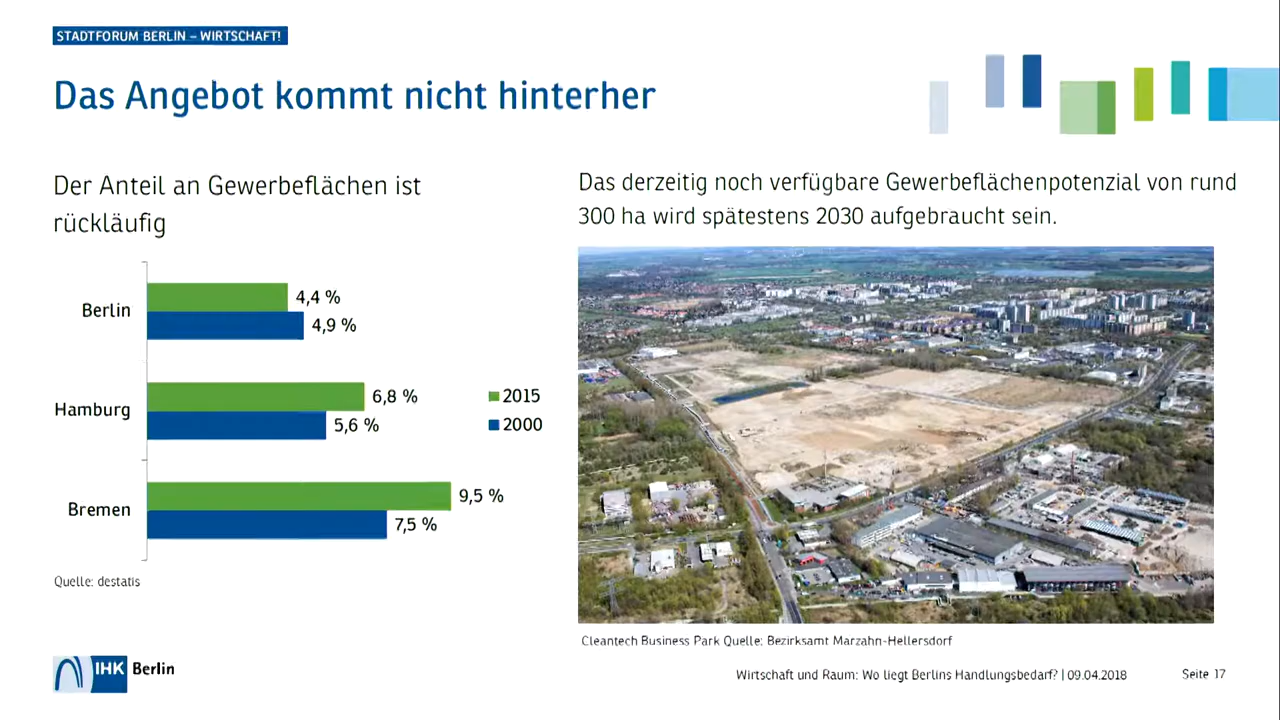 STADTFORUM BERLIN – WIRTSCHAFT!
Das Angebot kommt nicht hinterher
Der Anteil an Gewerbeflächen ist
rückläufig
Berlin
4,4 %
4,9 %
Hamburg
6,8 %
5,6 %
Bremen
9,5 %
7,5 %
2015
2000
Quelle: destatis
Das derzeitig noch verfügbare Gewerbeflächenpotenzial von rund
300 ha wird spätestens 2030 aufgebraucht sein.
Cleantech Business Park Quelle: Bezirksamt Marzahn-Hellersdorf
IHK Berlin
Wirtschaft und Raum: Wo liegt Berlins Handlungsbedarf? | 09.04.2018
Seite 17